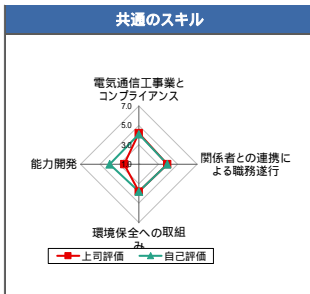 共通のスキル
電気通信工事業と
コンプライアンス
7.0
5.0
3.0
1.0
能力開発
関係者との連携に
よる職務遂行
環境保全への取組
み
上司評価 自己評価